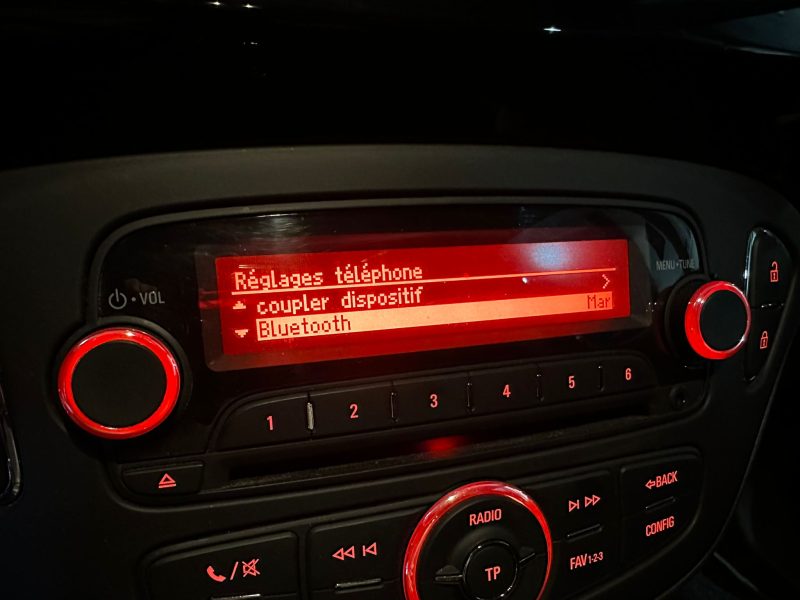 VOL
MENU•TUNE
Réglages téléphone
coupler dispositif
Bluetooth Mar
1 2 3 4 5 6
RADIO
BACK
CONFIG
FAV1-2-3
TP